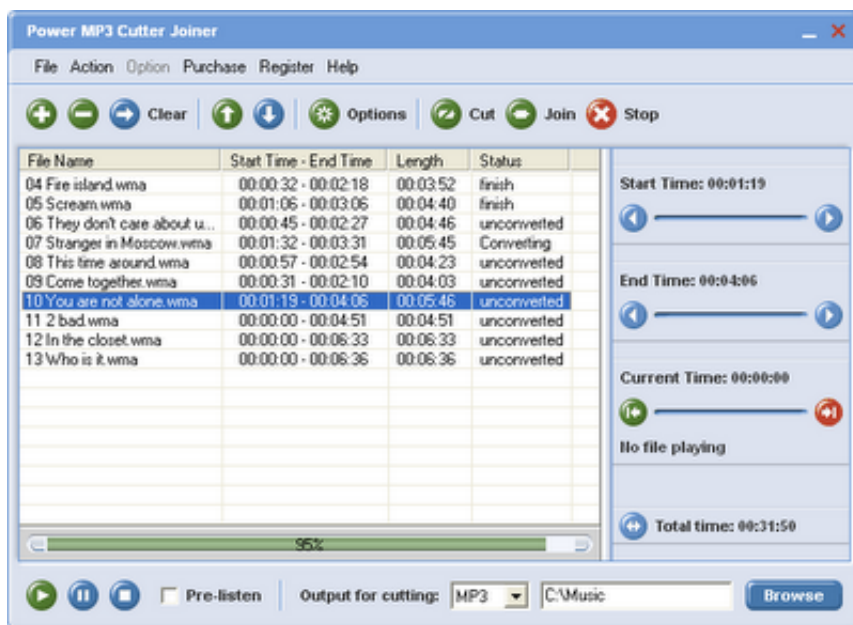 Power MP3 Cutter Joiner
File Action Option Purchase Register Help
Clear Options Cut Join Stop
File Name Start Time - End Time Length Status
04 Fire island.wma 00:00:32 - 00:02:18 00:03:52 finish
05 Scream.wma 00:01:06 - 00:03:06 00:04:40 finish
06 They don't care about u... 00:00:45 - 00:02:27 00:04:46 unconverted
07 Stranger in Moscow.wma 00:01:32 - 00:03:31 00:05:45 Converting
08 This time around.wma 00:00:57 - 00:02:54 00:04:23 unconverted
09 Come together.wma 00:00:31 - 00:02:10 00:04:03 unconverted
10 You are not alone.wma 00:01:19 - 00:04:06 00:05:46 unconverted
11 2 bad.wma 00:00:00 - 00:04:51 00:04:51 unconverted
12 In the closet.wma 00:00:00 - 00:06:33 00:06:33 unconverted
13 Who is it.wma 00:00:00 - 00:06:36 00:06:36 unconverted
95%
Start Time: 00:01:19
End Time: 00:04:06
Current Time: 00:00:00
No file playing
Total time: 00:31:50
Pre-listen Output for cutting: MP3 C:\Music Browse